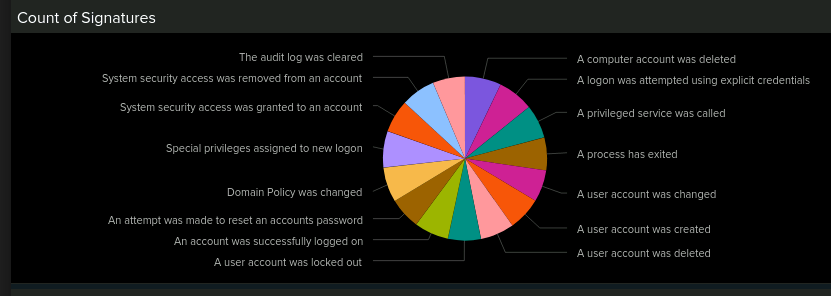 Count of Signatures
The audit log was cleared
System security access was removed from an account
System security access was granted to an account
Special privileges assigned to new logon
Domain Policy was changed
An attempt was made to reset an accounts password
An account was successfully logged on
A user account was locked out
A computer account was deleted
A logon was attempted using explicit credentials
A privileged service was called
A process has exited
A user account was changed
A user account was created
A user account was deleted